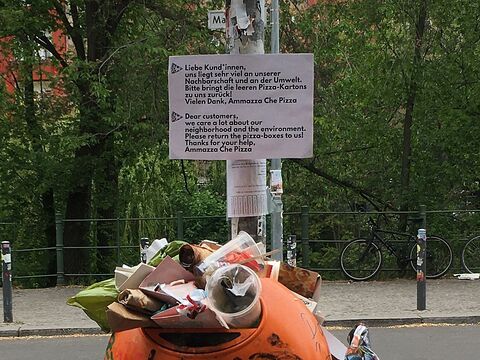 Ma
Liebe Kund*innen,
uns liegt sehr viel an unserer
Nachbarschaft und an der Umwelt.
Bitte bringt die leeren Pizza-Kartons
zu uns zurück!
Vielen Dank, Ammazza Che Pizza
Dear customers,
we care a lot about our
neighborhood and the environment.
Please return the pizza-boxes to us!
Thanks for your help,
Ammazza Che Pizza